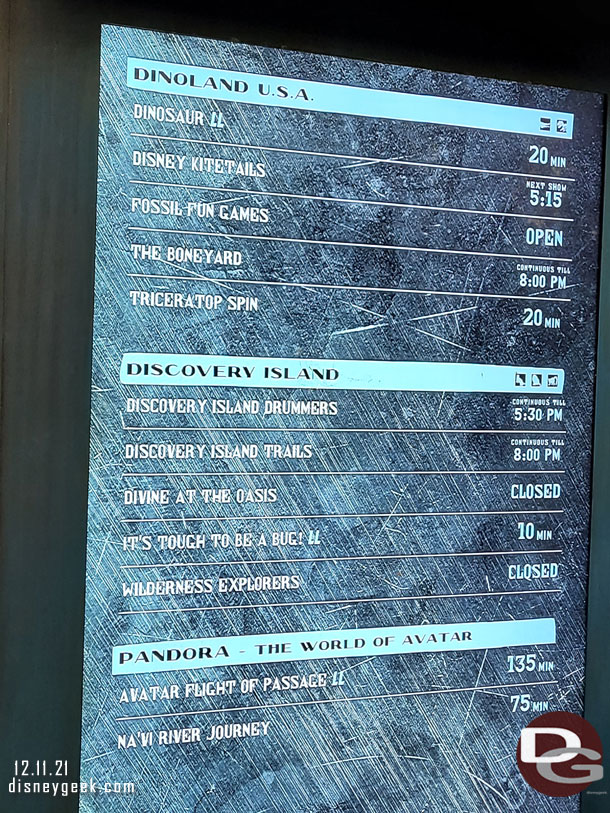 DINOLAND U.S.A.
DINOSAUR LL
20 MIN
DISNEY KITETAILS
NEXT SHOW
5:15
FOSSIL FUN GAMES
OPEN
THE BONEYARD
CONTINUOUS TILL
8:00 PM
TRICERATOP SPIN
20 MIN
DISCOVERY ISLAND
DISCOVERY ISLAND DRUMMERS
CONTINUOUS TILL
5:30 PM
DISCOVERY ISLAND TRAILS
CONTINUOUS TILL
8:00 PM
DIVINE AT THE OASIS
CLOSED
IT'S TOUGH TO BE A BUG! LL
10 MIN
WILDERNESS EXPLORERS
CLOSED
PANDORA - THE WORLD OF AVATAR
AVATAR FLIGHT OF PASSAGE LL
135 MIN
NA'VI RIVER JOURNEY
75 MIN
12.11.21
disneygeek.com
DG